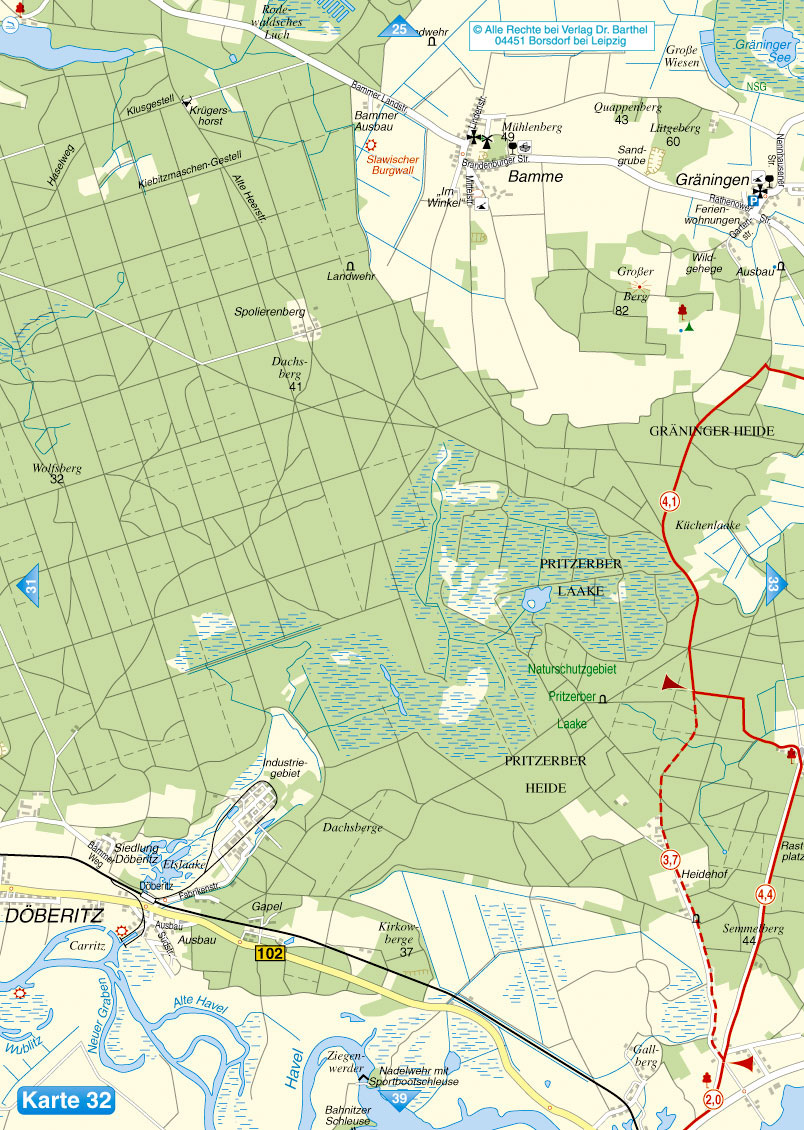 Rode-
waldsches
Luch
25
Landwehr
© Alle Rechte bei Verlag Dr. Barthel
04451 Borsdorf bei Leipzig
Große
Wiesen
Gräninger
See
NSG
Klusgestell
Krügers
horst
Bammer Landstr.
Bammer
Ausbau
Lindenstr.
Mühlenberg
49
Quappenberg
43
Lütgeberg
60
Haselweg
Kiebitzmaschen-Gestell
Alte Heerstr.
Slawischer
Burgwall
Brandenburger Str.
Sand-
grube
Nennhausener
Str.
„Im
Winkel"
Mittelstr.
Bamme
Gräningen
P
Rathenower
Str.
Ferien-
wohnungen
Garten-
str.
Landwehr
Wild-
gehege
Ausbau
Großer
Berg
82
Spolierenberg
Dachs-
berg
41
GRÄNINGER HEIDE
Wolfsberg
32
4,1
Küchenlaake
31
PRITZERBER
LAAKE
33
Naturschutzgebiet
Pritzerber
Laake
PRITZERBER
HEIDE
Industrie-
gebiet
Dachsberge
Siedlung
Döberitz
Bamme-
Weg
Elslaake
Döberitz
Fabrikenstr.
3,7
Heidehof
Rast-
platz
4,4
DÖBERITZ
Ausbau
Südstr.
Ausbau
Gapel
Carritz
102
Kirkow-
berge
37
Semmelberg
44
Alte Havel
Neuer Graben
Wublitz
Havel
Ziegen-
werder
Nadelwehr mit
Sportbootschleuse
Gall-
berg
Karte 32
Bahnitzer
Schleuse
39
2,0